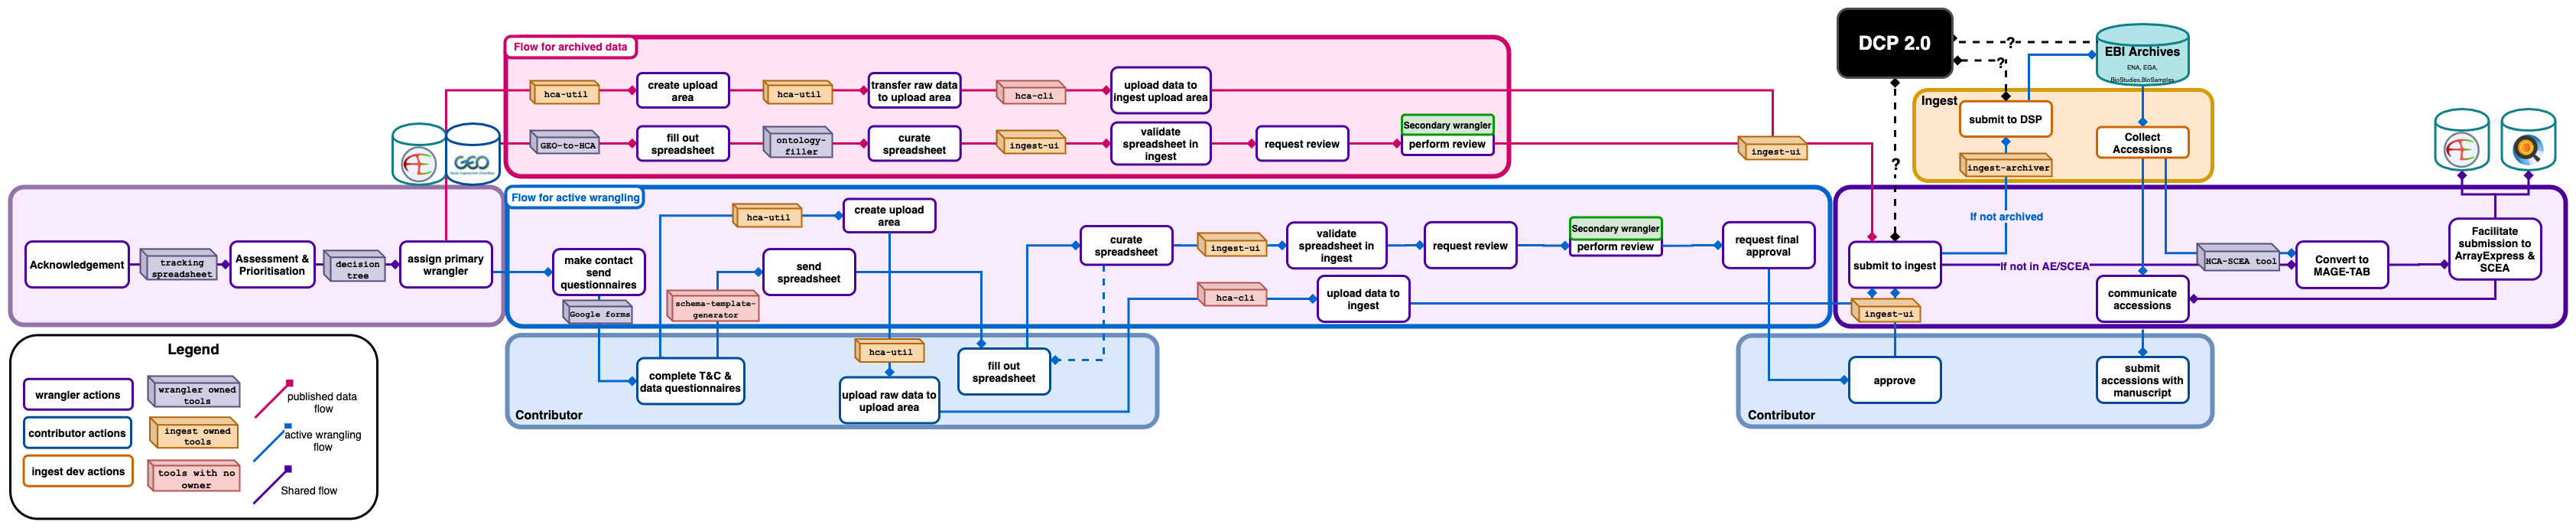 Flow for archived data
hca-util
create upload
area
hca-util
transfer raw data
to upload area
hca-cli
upload data to
ingest upload area
GEO-to-HCA
fill out
spreadsheet
ontology-
filler
curate
spreadsheet
ingest-ui
validate
spreadsheet in
ingest
request review
Secondary wrangler
perform review
ingest-ui
DCP 2.0
?
?
?
EBI Archives
ENA, EGA,
BioStudies,BioSamples
Ingest
submit to DSP
ingest-archiver
Collect
Accessions
GEO
Gene Expression Omnibus
Acknowledgement
tracking
spreadsheet
Assessment &
Prioritisation
decision
tree
assign primary
wrangler
Flow for active wrangling
make contact
send
questionnaires
Google forms
hca-util
create upload
area
schema-template-
generator
send
spreadsheet
curate
spreadsheet
ingest-ui
validate
spreadsheet in
ingest
request review
Secondary wrangler
perform review
request final
approval
hca-cli
upload data to
ingest
submit to ingest
ingest-ui
If not archived
If not in AE/SCEA
HCA-SCEA tool
Convert to
MAGE-TAB
Facilitate
submission to
ArrayExpress &
SCEA
communicate
accessions
Contributor
complete T&C &
data questionnaires
hca-util
upload raw data to
upload area
fill out
spreadsheet
Contributor
approve
submit
accessions with
manuscript
Legend
wrangler actions
contributor actions
ingest dev actions
wrangler owned
tools
ingest owned
tools
tools with no
owner
published data
flow
active wrangling
flow
Shared flow